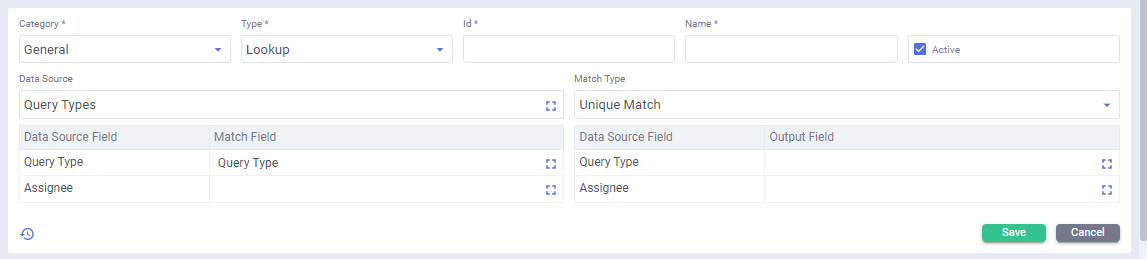 Category * Type * Id * Name *
General Lookup Active
Data Source Match Type
Query Types Unique Match
Data Source Field Match Field Data Source Field Output Field
Query Type Query Type Query Type
Assignee Assignee
Save Cancel